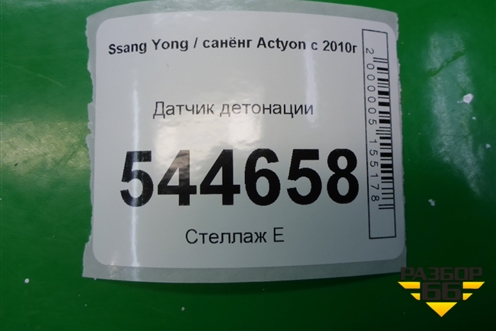 Ssang Yong / санёнг Actyon с 2010г
Датчик детонации
544658
Стеллаж Е
2000005155178
РАЗБОР
66